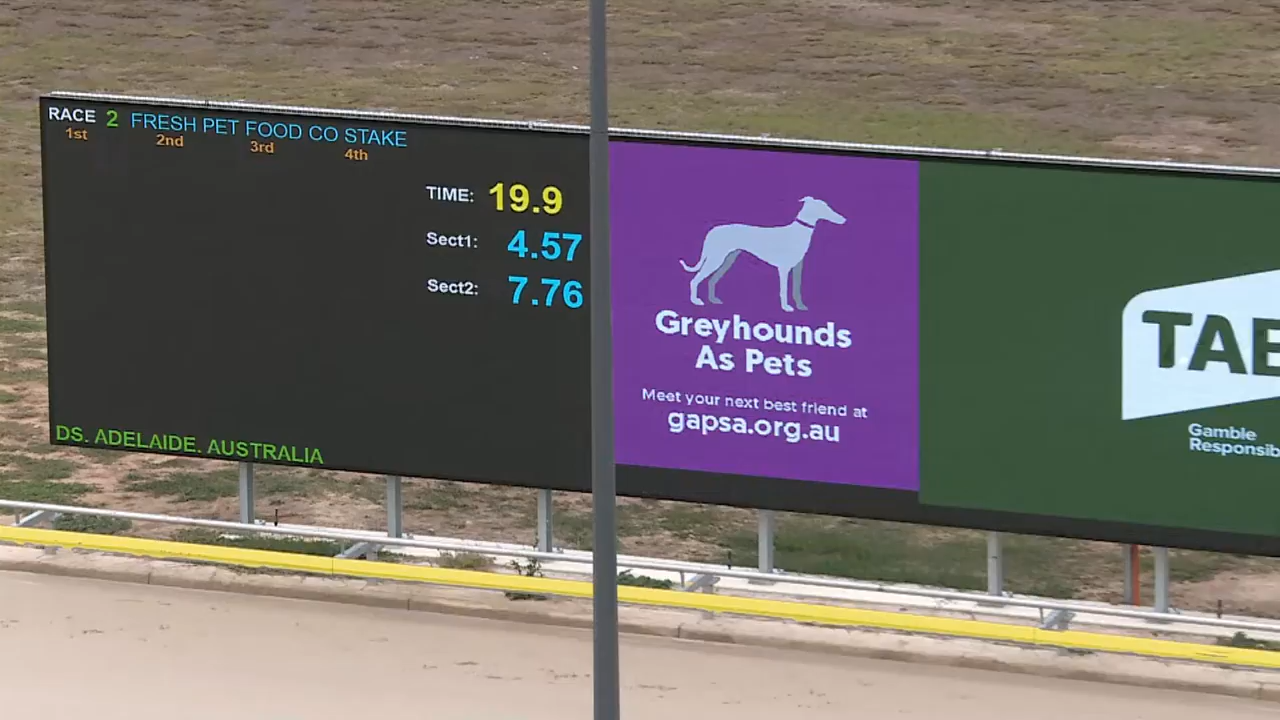 RACE 2 FRESH PET FOOD CO STAKE
1st 2nd 3rd 4th
TIME: 19.9
Sect1: 4.57
Sect2: 7.76
DS. ADELAIDE. AUSTRALIA
Greyhounds
As Pets
Meet your next best friend at
gapsa.org.au
TAB
Gamble
Responsib